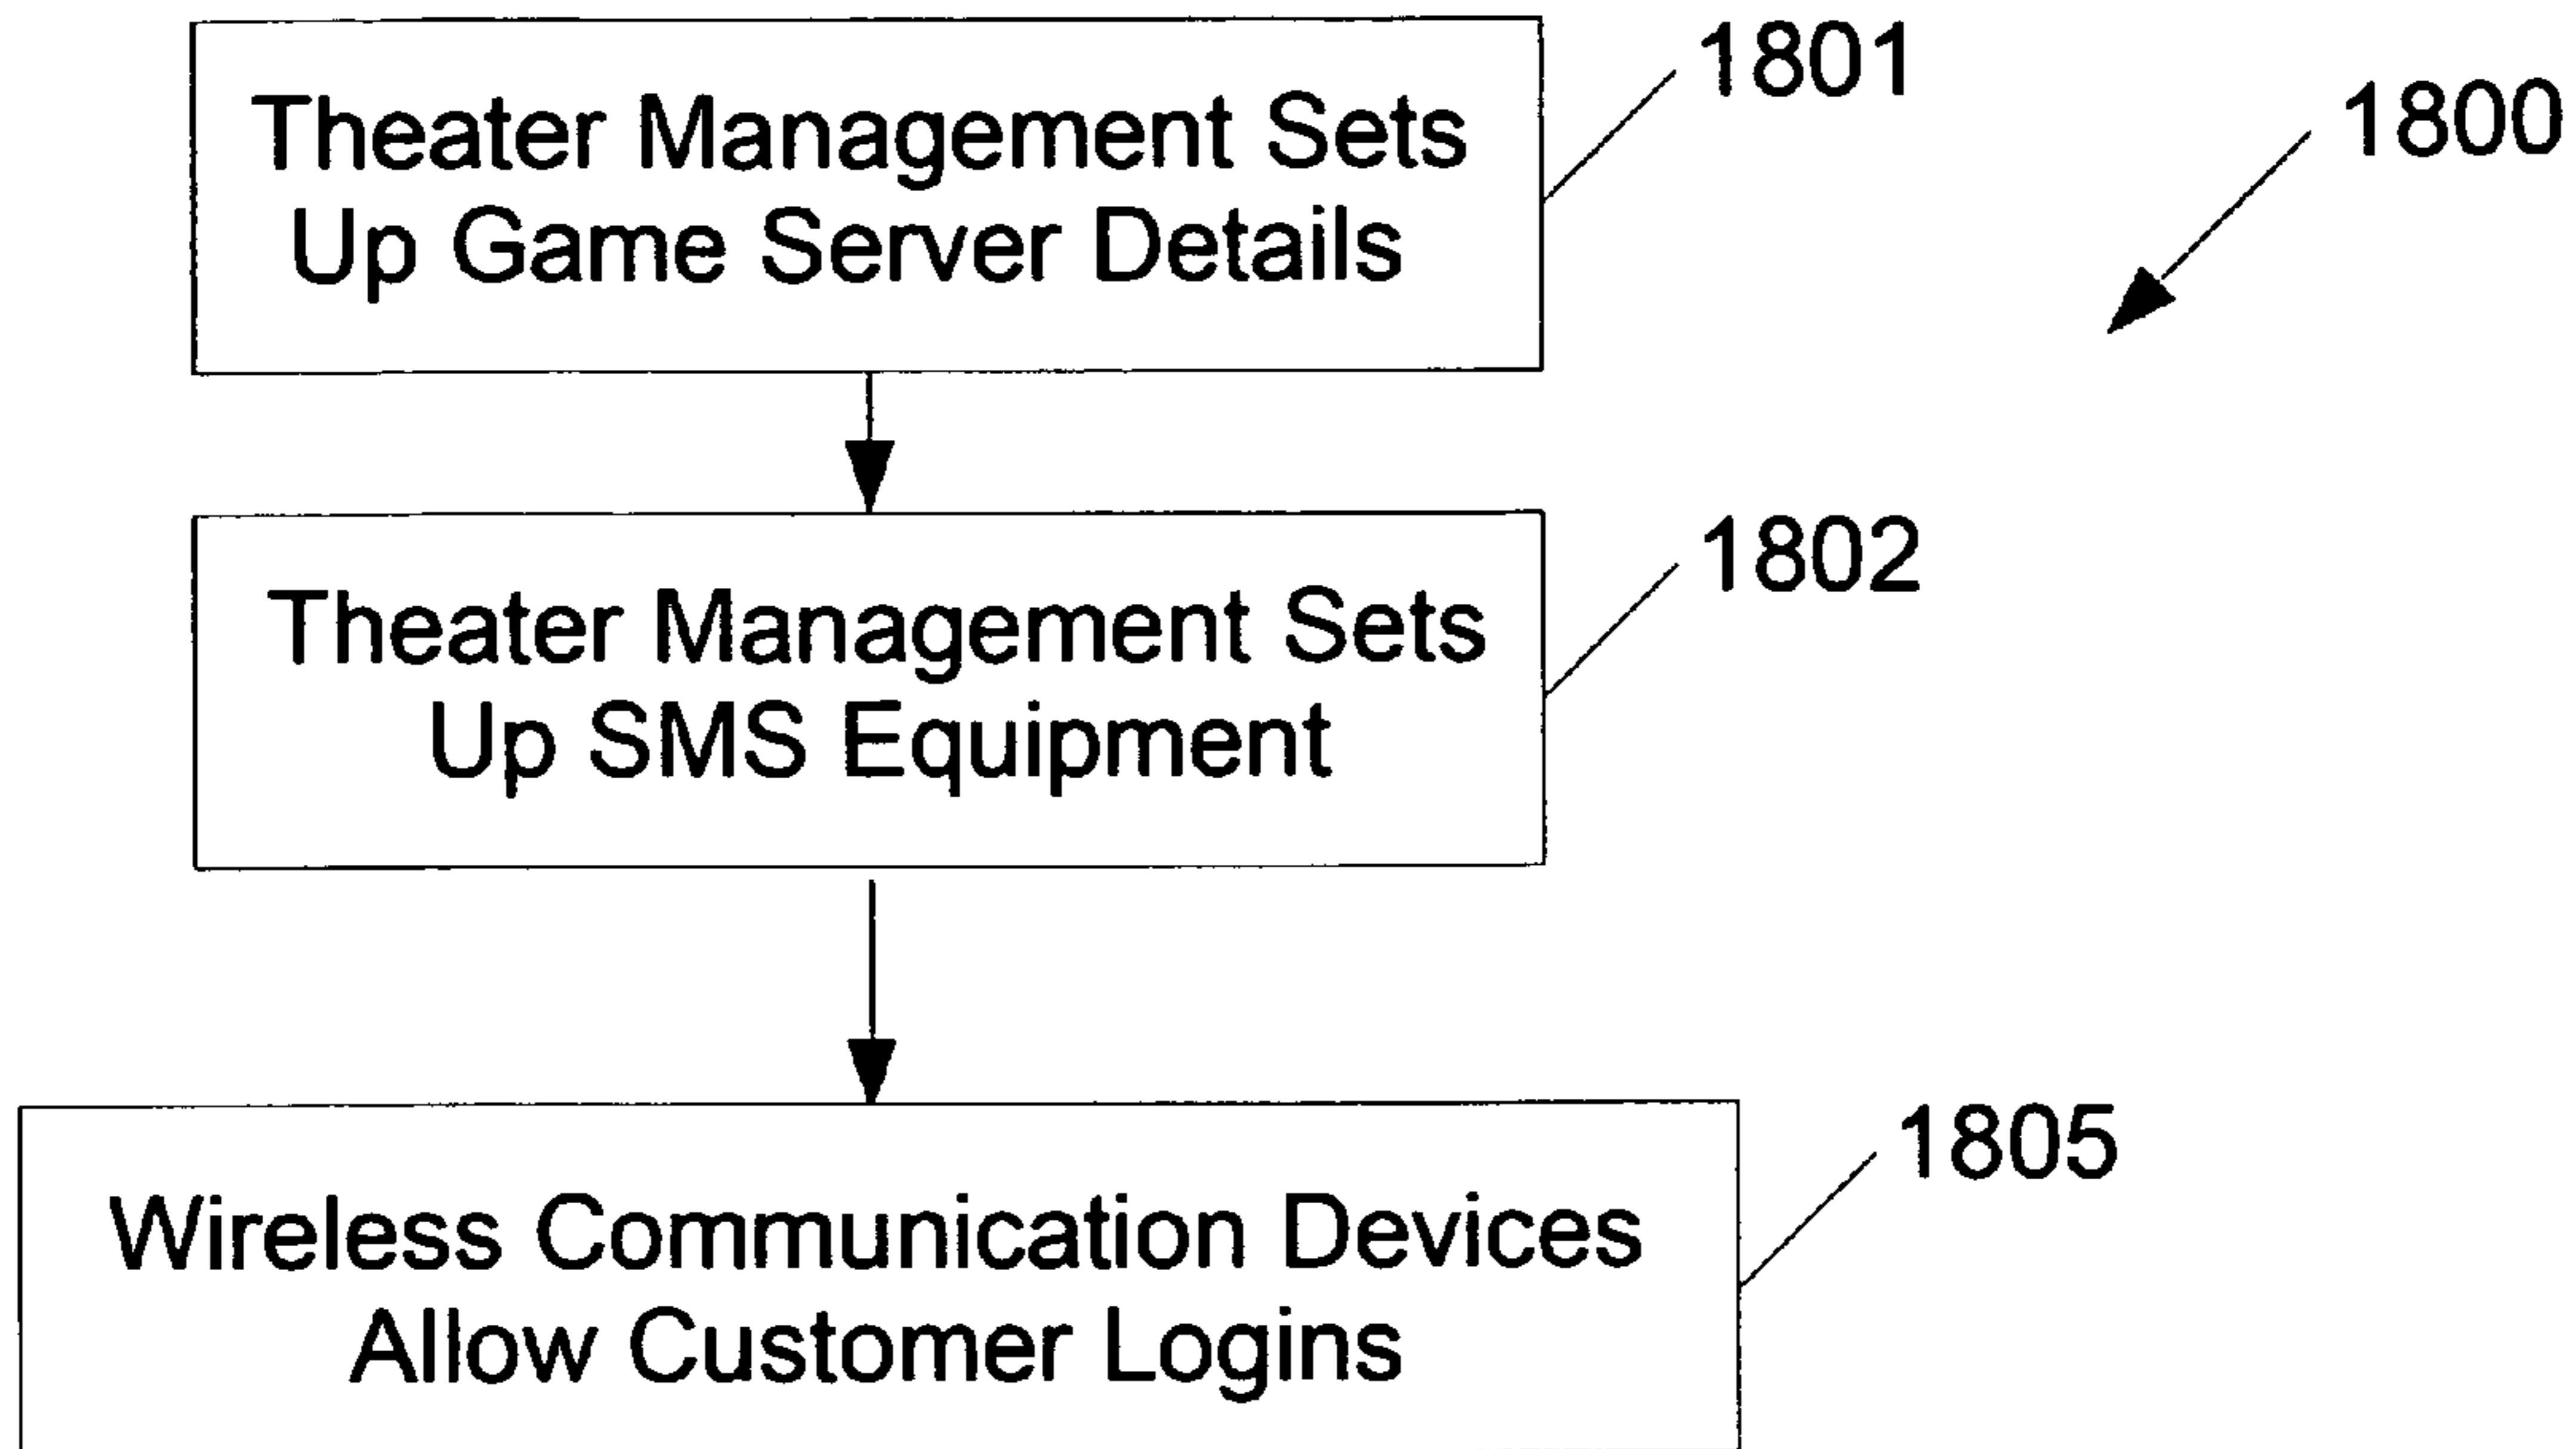 Theater Management Sets
Up Game Server Details
1801
1800
Theater Management Sets
Up SMS Equipment
1802
Wireless Communication Devices
Allow Customer Logins
1805